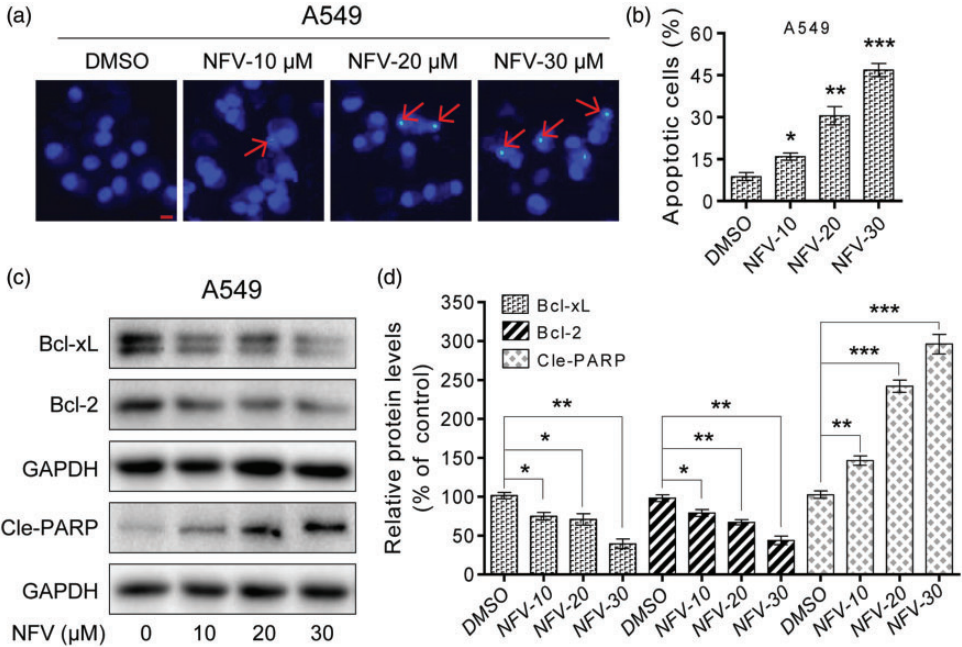 (a)
A549
DMSO NFV-10 μM NFV-20 μM NFV-30 μM
(b)
A549
Apoptotic cells (%)
60
45
30
15
0
* ** ***
DMSO NFV-10 NFV-20 NFV-30
(c)
A549
Bcl-xL
Bcl-2
GAPDH
Cle-PARP
GAPDH
NFV (μM) 0 10 20 30
(d)
Relative protein levels
(% of control)
350
300
250
200
150
100
50
0
Bcl-xL
Bcl-2
Cle-PARP
** * *
** ** *
*** *** **
DMSO NFV-10 NFV-20 NFV-30 DMSO NFV-10 NFV-20 NFV-30 DMSO NFV-10 NFV-20 NFV-30